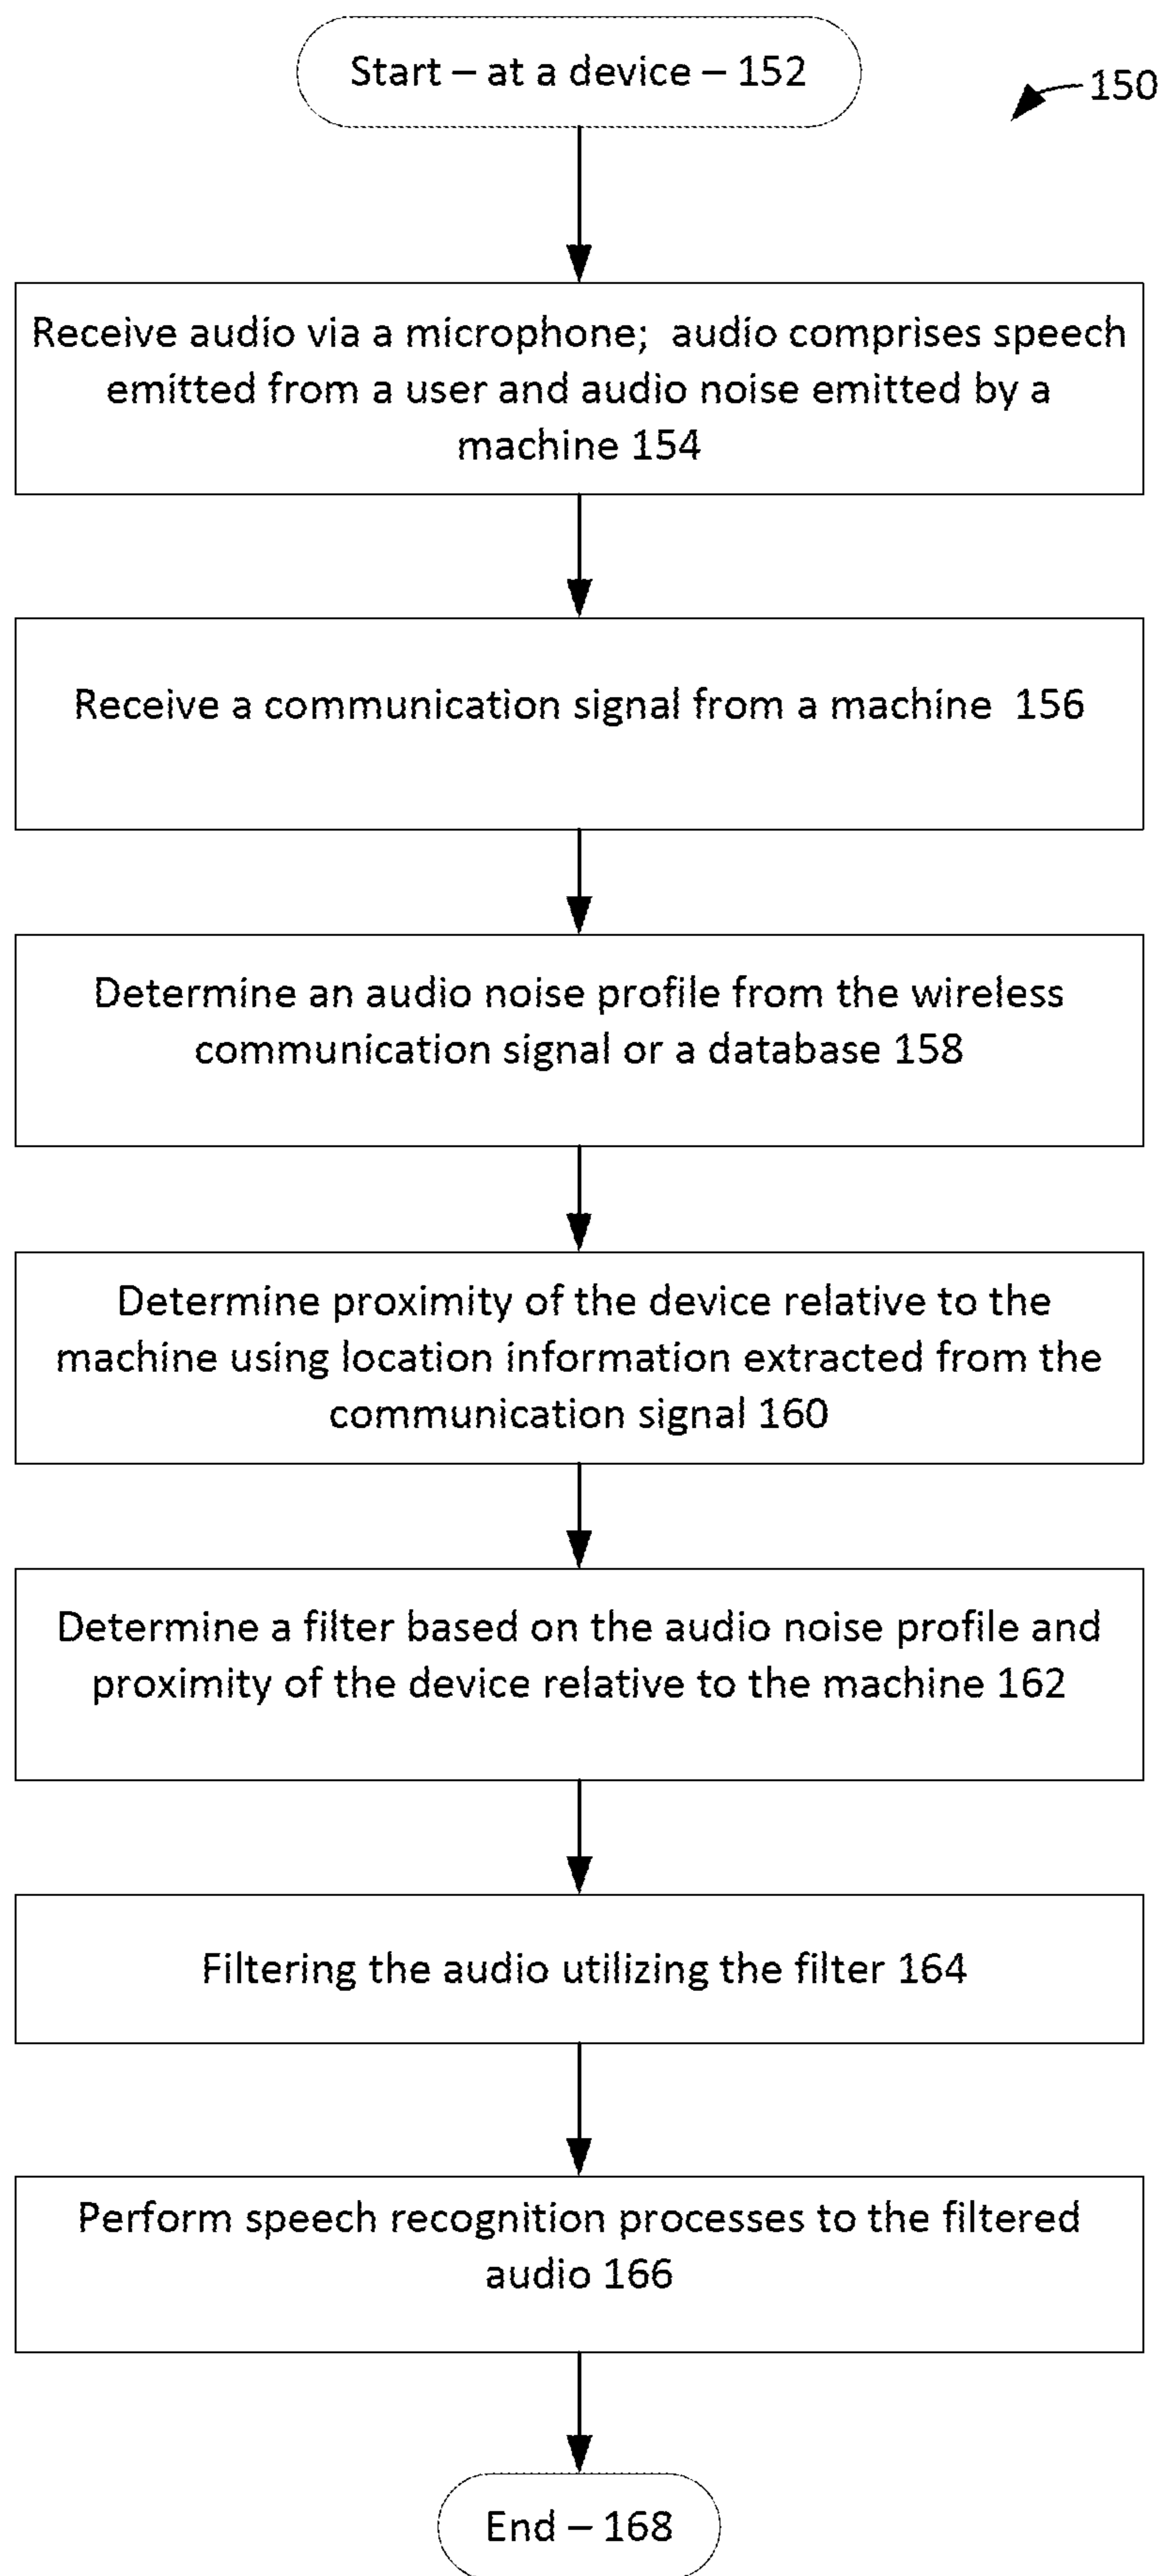 Start – at a device – 152
150
Receive audio via a microphone;  audio comprises speech
emitted from a user and audio noise emitted by a
machine 154
Receive a communication signal from a machine  156
Determine an audio noise profile from the wireless
communication signal or a database 158
Determine proximity of the device relative to the
machine using location information extracted from the
communication signal 160
Determine a filter based on the audio noise profile and
proximity of the device relative to the machine 162
Filtering the audio utilizing the filter 164
Perform speech recognition processes to the filtered
audio 166
End – 168